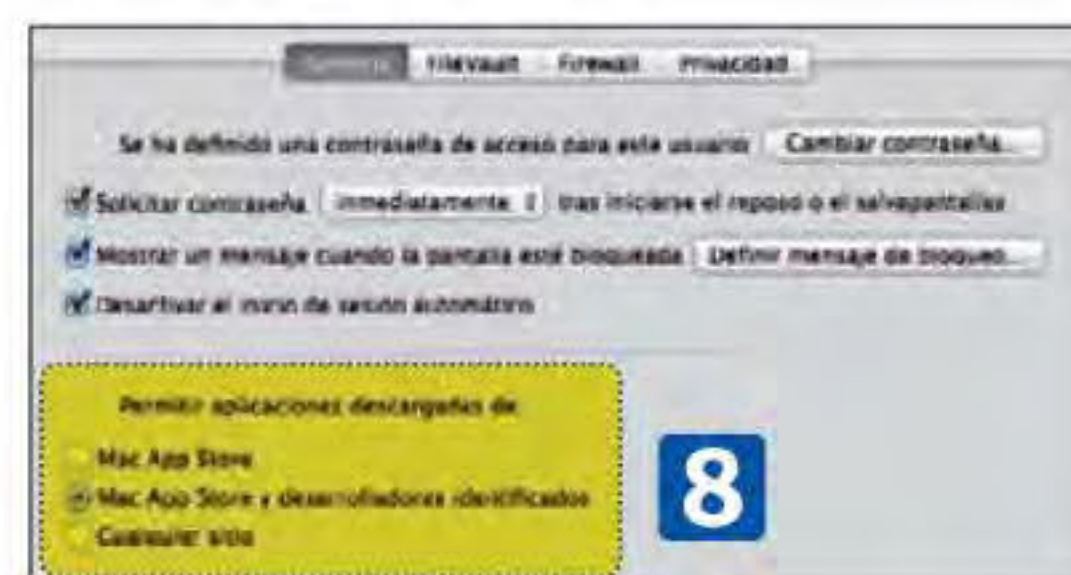 General FileVault Firewall Privacidad
Se ha definido una contraseña de acceso para este usuario Cambiar contraseña...
Solicitar contraseña inmediatamente tras iniciarse el reposo o el salvapantallas
Mostrar un mensaje cuando la pantalla esté bloqueada Definir mensaje de bloqueo...
Desactivar el inicio de sesión automático
Permitir aplicaciones descargadas de:
Mac App Store
Mac App Store y desarrolladores identificados
Cualquier sitio
8